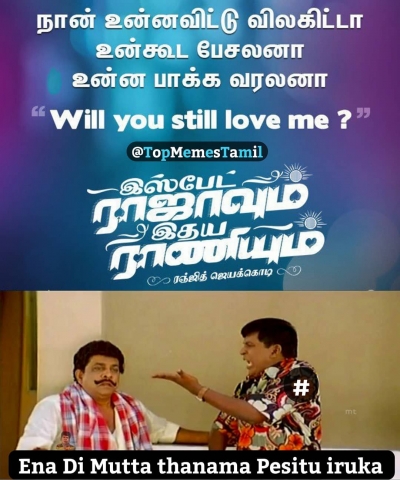 நான் உன்னவிட்டு விலகிட்டா
உன்கூட பேசலனா
உன்ன பாக்க வரலனா
“Will you still love me ?”
@TopMemesTamil
இஸ்பேட்
ராஜாவும்
இதய
ராணியும்
ரஞ்ஜித் ஜெயக்கொடி
#
Ena Di Mutta thanama Pesitu iruka